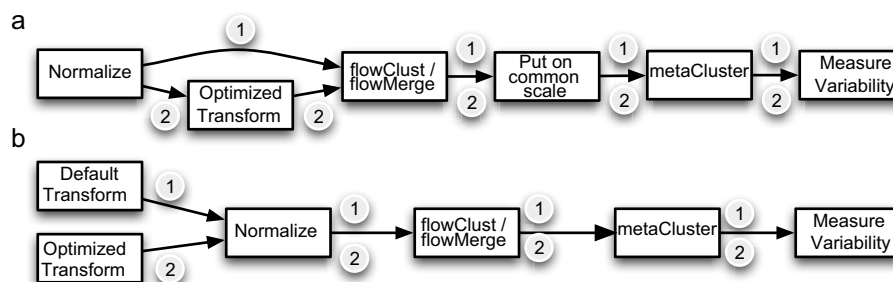 a
1
1
1
1
Normalize
flowClust /
flowMerge
Put on
common
scale
metaCluster
Measure
Variability
Optimized
Transform
2
2
2
2
2
b
Default
Transform
1
1
1
1
Normalize
flowClust /
flowMerge
metaCluster
Measure
Variability
Optimized
Transform
2
2
2
2